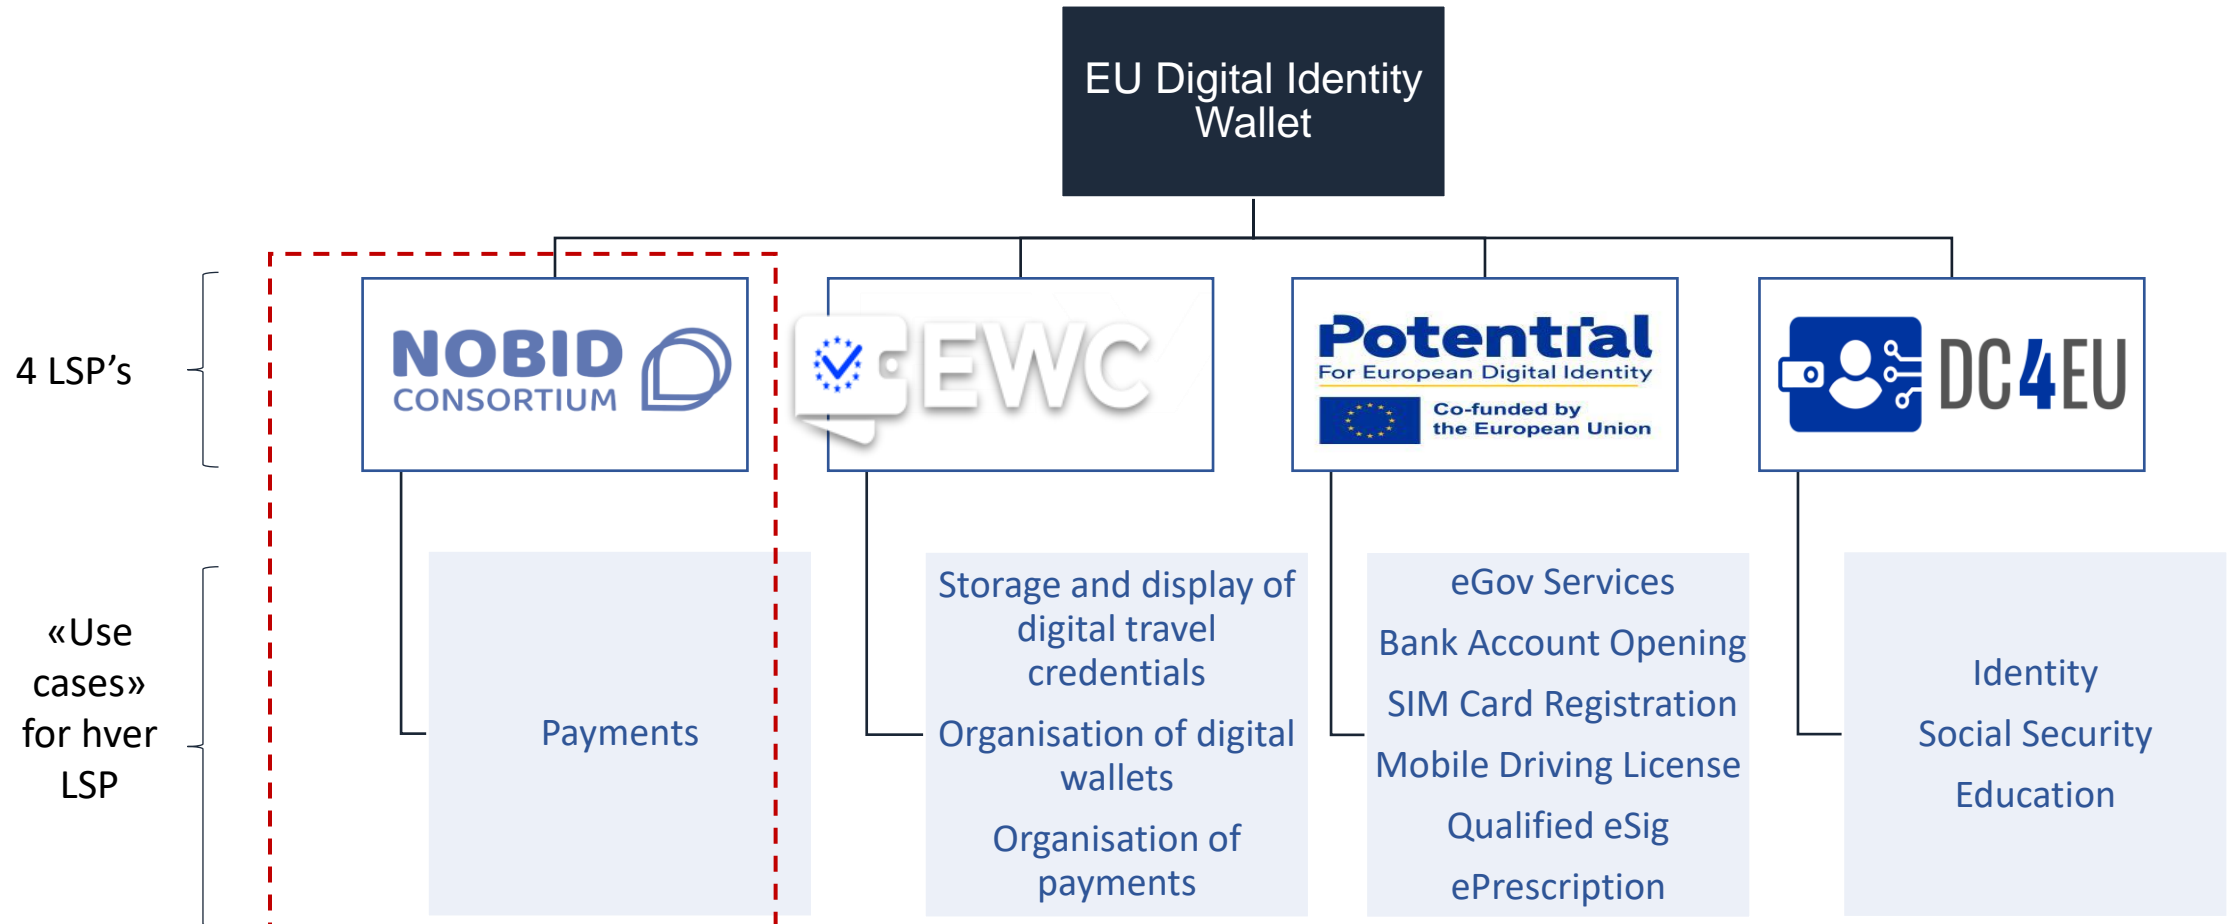 EU Digital Identity
Wallet
4 LSP’s
NOBID
CONSORTIUM
EWC
Potential
For European Digital Identity
Co-funded by
the European Union
DC4EU
«Use
cases»
for hver
LSP
Payments
Storage and display of
digital travel
credentials
Organisation of digital
wallets
Organisation of
payments
eGov Services
Bank Account Opening
SIM Card Registration
Mobile Driving License
Qualified eSig
ePrescription
Identity
Social Security
Education